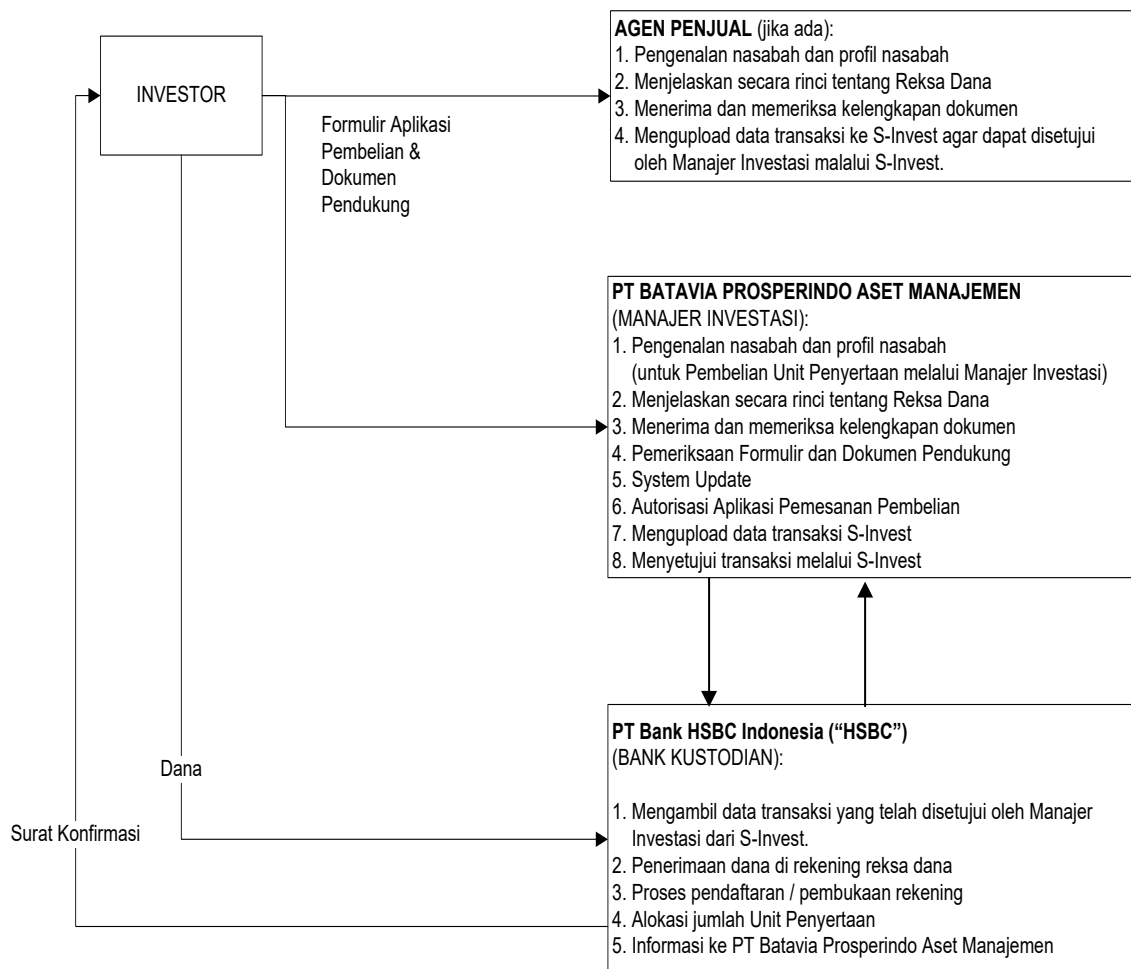 INVESTOR
Formulir Aplikasi
Pembelian &
Dokumen
Pendukung
AGEN PENJUAL (jika ada):
1. Pengenalan nasabah dan profil nasabah
2. Menjelaskan secara rinci tentang Reksa Dana
3. Menerima dan memeriksa kelengkapan dokumen
4. Mengupload data transaksi ke S-Invest agar dapat disetujui
oleh Manajer Investasi malalui S-Invest.
PT BATAVIA PROSPERINDO ASET MANAJEMEN
(MANAJER INVESTASI):
1. Pengenalan nasabah dan profil nasabah
(untuk Pembelian Unit Penyertaan melalui Manajer Investasi)
2. Menjelaskan secara rinci tentang Reksa Dana
3. Menerima dan memeriksa kelengkapan dokumen
4. Pemeriksaan Formulir dan Dokumen Pendukung
5. System Update
6. Autorisasi Aplikasi Pemesanan Pembelian
7. Mengupload data transaksi S-Invest
8. Menyetujui transaksi melalui S-Invest
Dana
Surat Konfirmasi
PT Bank HSBC Indonesia (“HSBC”)
(BANK KUSTODIAN):
1. Mengambil data transaksi yang telah disetujui oleh Manajer
Investasi dari S-Invest.
2. Penerimaan dana di rekening reksa dana
3. Proses pendaftaran / pembukaan rekening
4. Alokasi jumlah Unit Penyertaan
5. Informasi ke PT Batavia Prosperindo Aset Manajemen